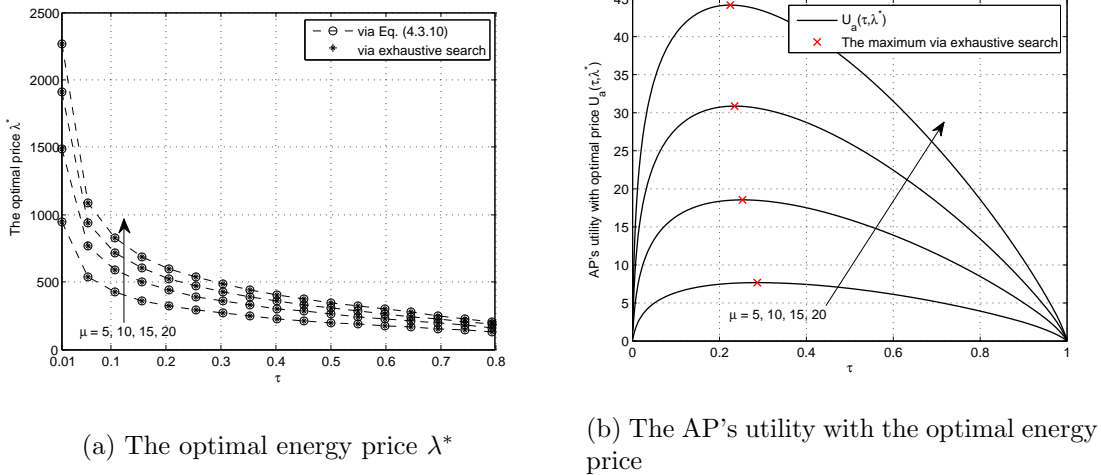 2500
2000
1500
1000
500
0
0.01 0.1 0.2 0.3 0.4 0.5 0.6 0.7 0.8
τ
The optimal price λ*
via Eq. (4.3.10)
via exhaustive search
μ = 5, 10, 15, 20
(a) The optimal energy price λ*
45
40
35
30
25
20
15
10
5
0
0 0.2 0.4 0.6 0.8 1
τ
AP's utility with optimal price Ua(τ,λ*)
Ua(τ,λ*)
The maximum via exhaustive search
μ = 5, 10, 15, 20
(b) The AP's utility with the optimal energy
price